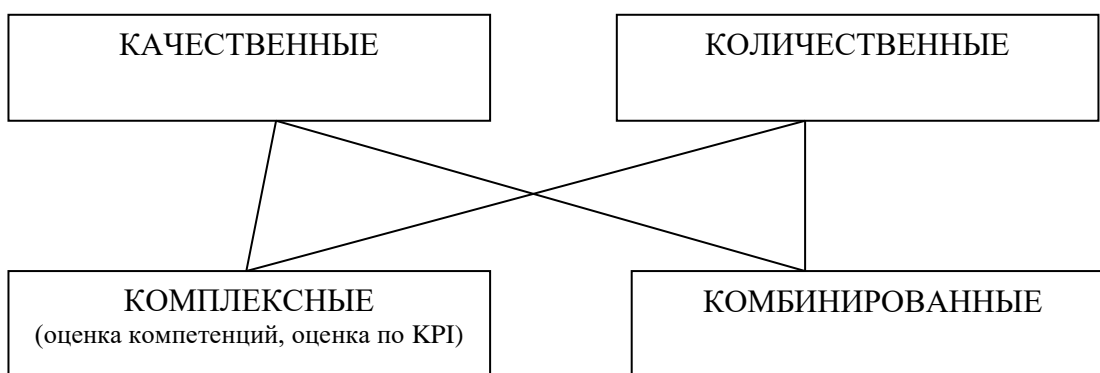 КАЧЕСТВЕННЫЕ
КОЛИЧЕСТВЕННЫЕ
КОМПЛЕКСНЫЕ
(оценка компетенций, оценка по KPI)
КОМБИНИРОВАННЫЕ